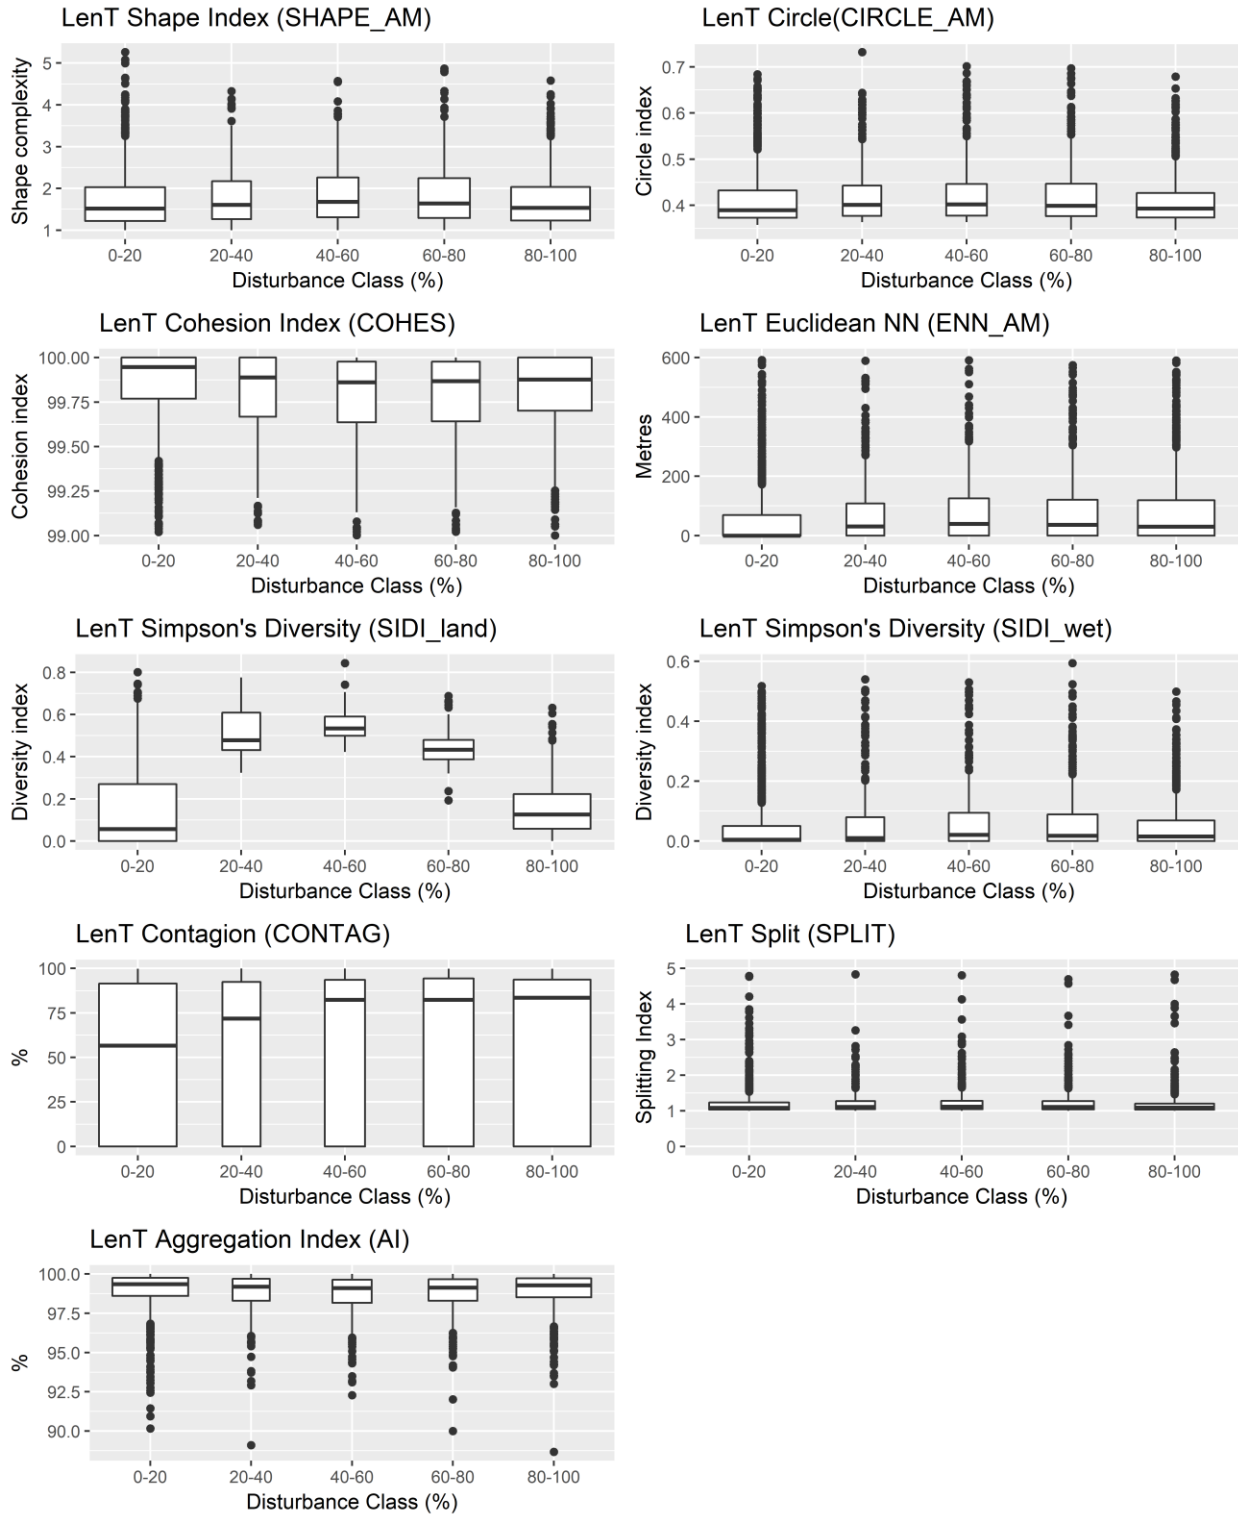 LenT Shape Index (SHAPE_AM)
Shape complexity
5
4
3
2
1
0-20 20-40 40-60 60-80 80-100
Disturbance Class (%)
LenT Circle(CIRCLE_AM)
Circle index
0.7
0.6
0.5
0.4
0-20 20-40 40-60 60-80 80-100
Disturbance Class (%)
LenT Cohesion Index (COHES)
Cohesion index
100.00
99.75
99.50
99.25
99.00
0-20 20-40 40-60 60-80 80-100
Disturbance Class (%)
LenT Euclidean NN (ENN_AM)
Metres
600
400
200
0
0-20 20-40 40-60 60-80 80-100
Disturbance Class (%)
LenT Simpson's Diversity (SIDI_land)
Diversity index
0.8
0.6
0.4
0.2
0.0
0-20 20-40 40-60 60-80 80-100
Disturbance Class (%)
LenT Simpson's Diversity (SIDI_wet)
Diversity index
0.6
0.4
0.2
0.0
0-20 20-40 40-60 60-80 80-100
Disturbance Class (%)
LenT Contagion (CONTAG)
%
100
75
50
25
0
0-20 20-40 40-60 60-80 80-100
Disturbance Class (%)
LenT Split (SPLIT)
Splitting Index
5
4
3
2
1
0
0-20 20-40 40-60 60-80 80-100
Disturbance Class (%)
LenT Aggregation Index (AI)
%
100.0
97.5
95.0
92.5
90.0
0-20 20-40 40-60 60-80 80-100
Disturbance Class (%)